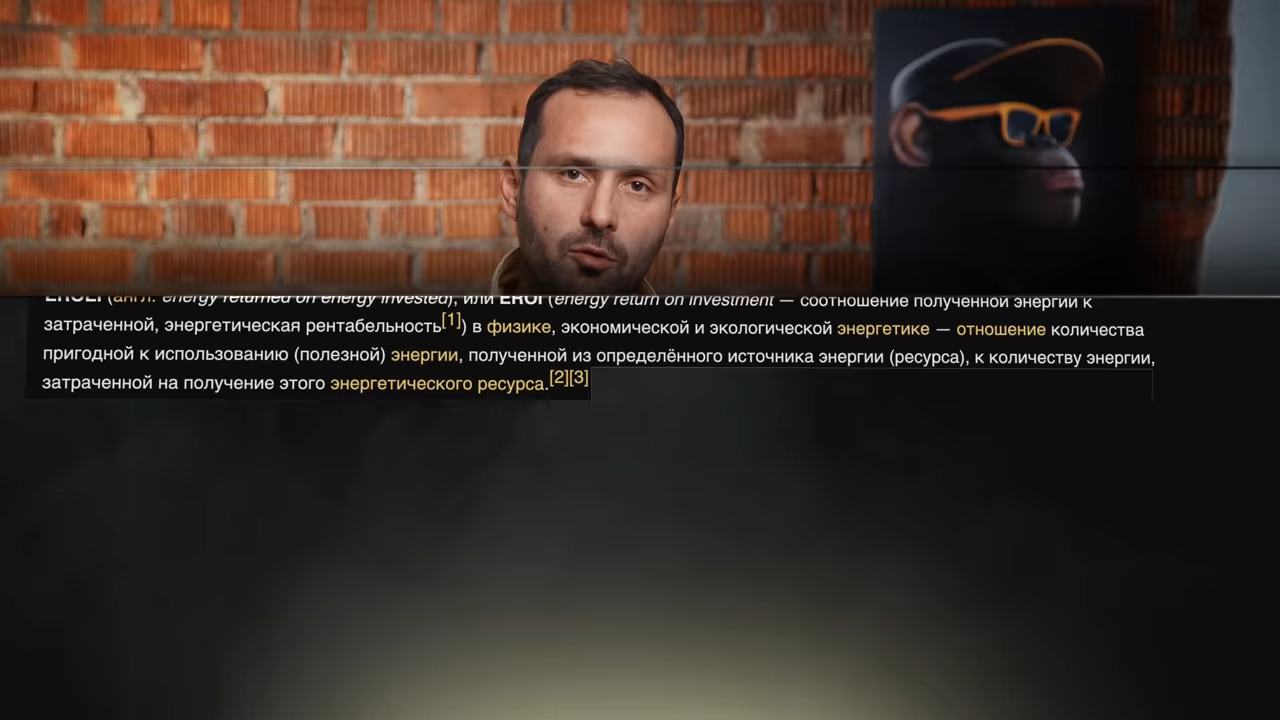 EROEI (англ. energy returned on energy invested), или EROI (energy return on investment — соотношение полученной энергии к
затраченной, энергетическая рентабельность[1]) в физике, экономической и экологической энергетике — отношение количества
пригодной к использованию (полезной) энергии, полученной из определённого источника энергии (ресурса), к количеству энергии,
затраченной на получение этого энергетического ресурса.[2][3]